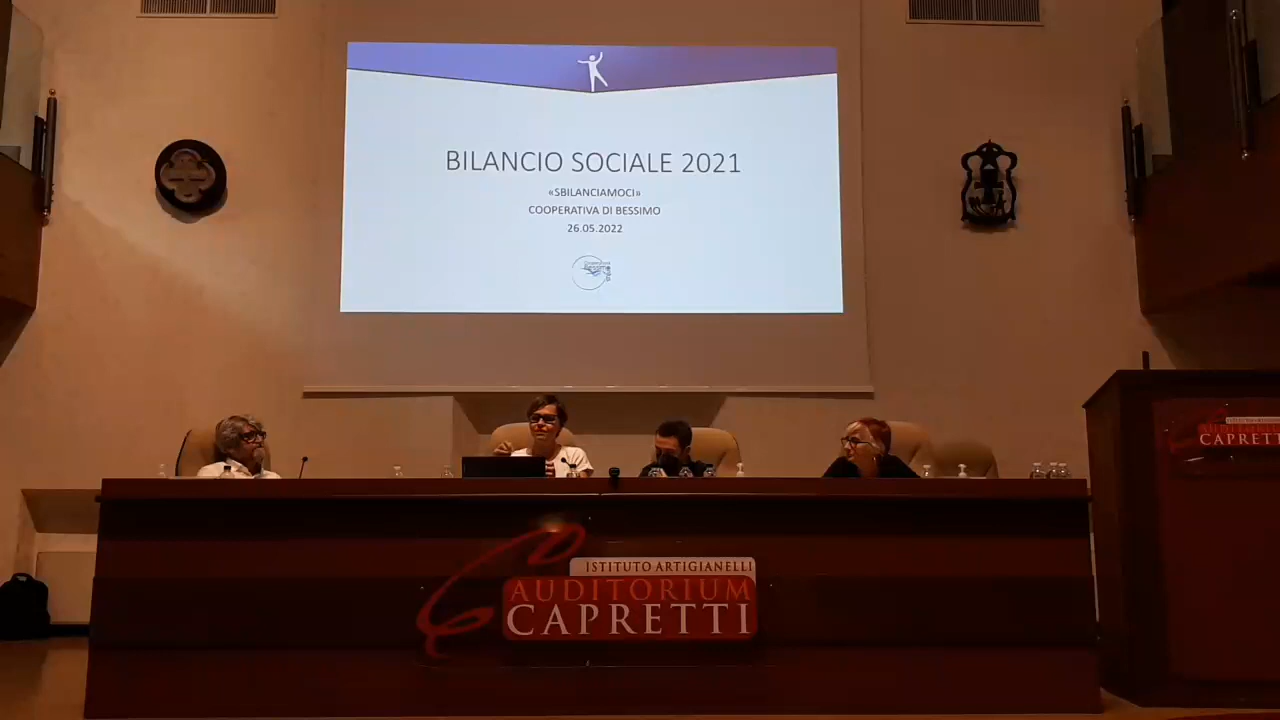 BILANCIO SOCIALE 2021
«SBILANCIAMOCI»
COOPERATIVA DI BESSIMO
26.05.2022
ISTITUTO ARTIGIANELLI
AUDITORIUM
CAPRETTI
CAPRETTI